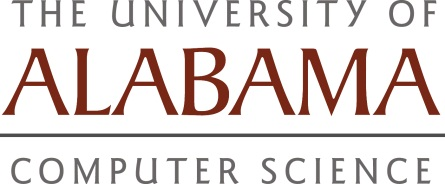 THE UNIVERSITY OF
ALABAMA
COMPUTER SCIENCE